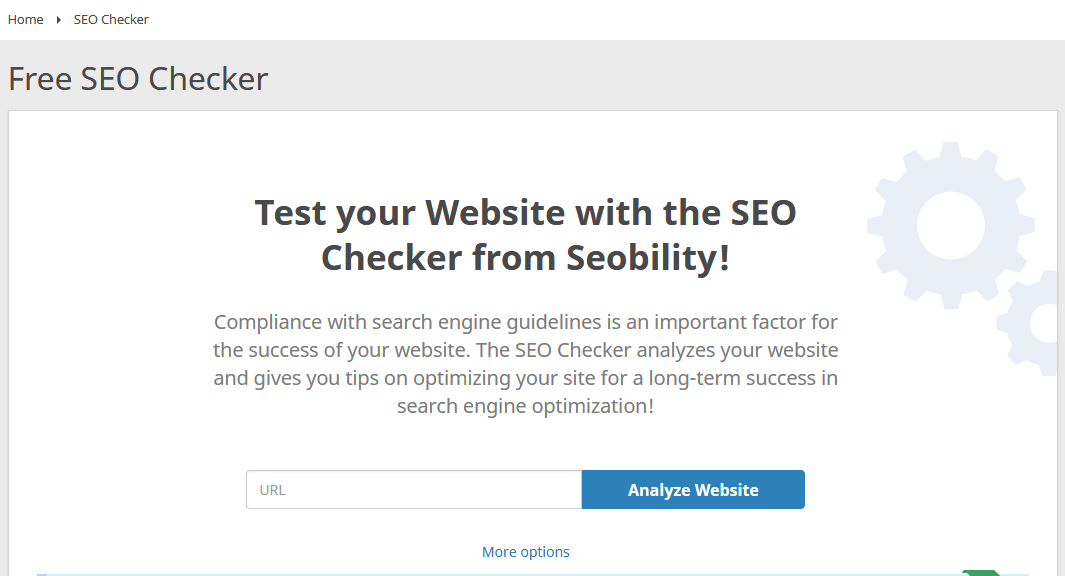 Home SEO Checker
Free SEO Checker
Test your Website with the SEO
Checker from Seobility!
Compliance with search engine guidelines is an important factor for
the success of your website. The SEO Checker analyzes your website
and gives you tips on optimizing your site for a long-term success in
search engine optimization!
URL Analyze Website
More options